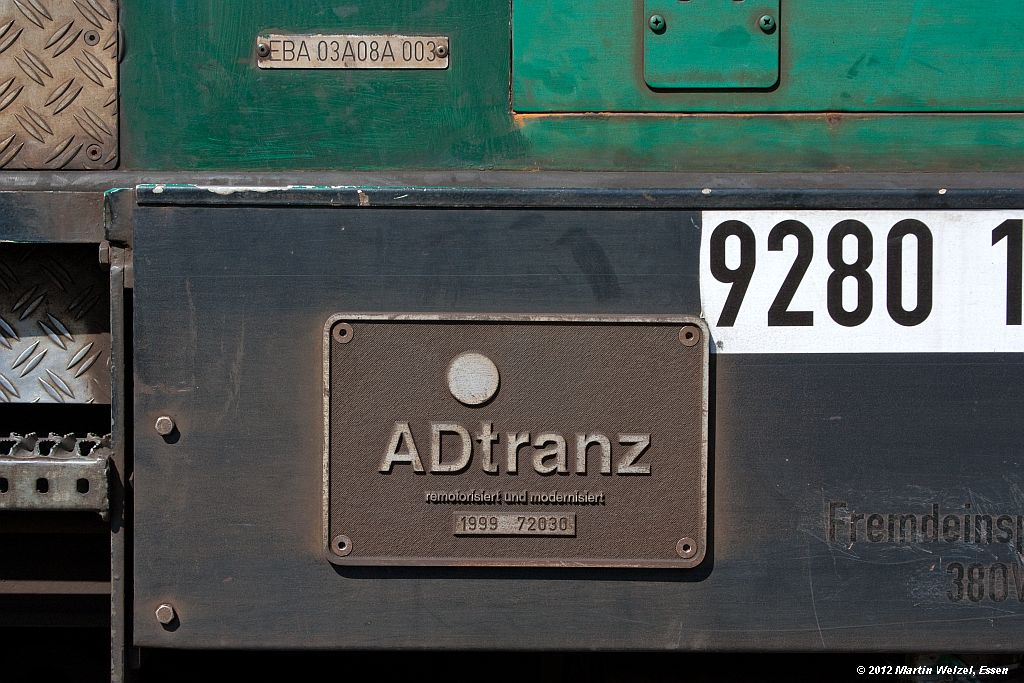 EBA 03A08A 003
9280 1
ADtranz
remotorisiert und modernisiert
1999 72030
Fremdeinsp
380V
© 2012 Martin Welzel, Essen